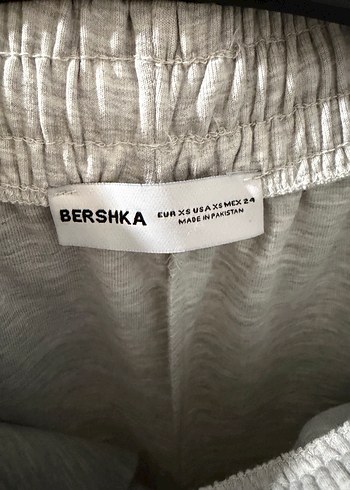 BERSHKA
EUR XS USA XS MEX 24
MADE IN PAKISTAN